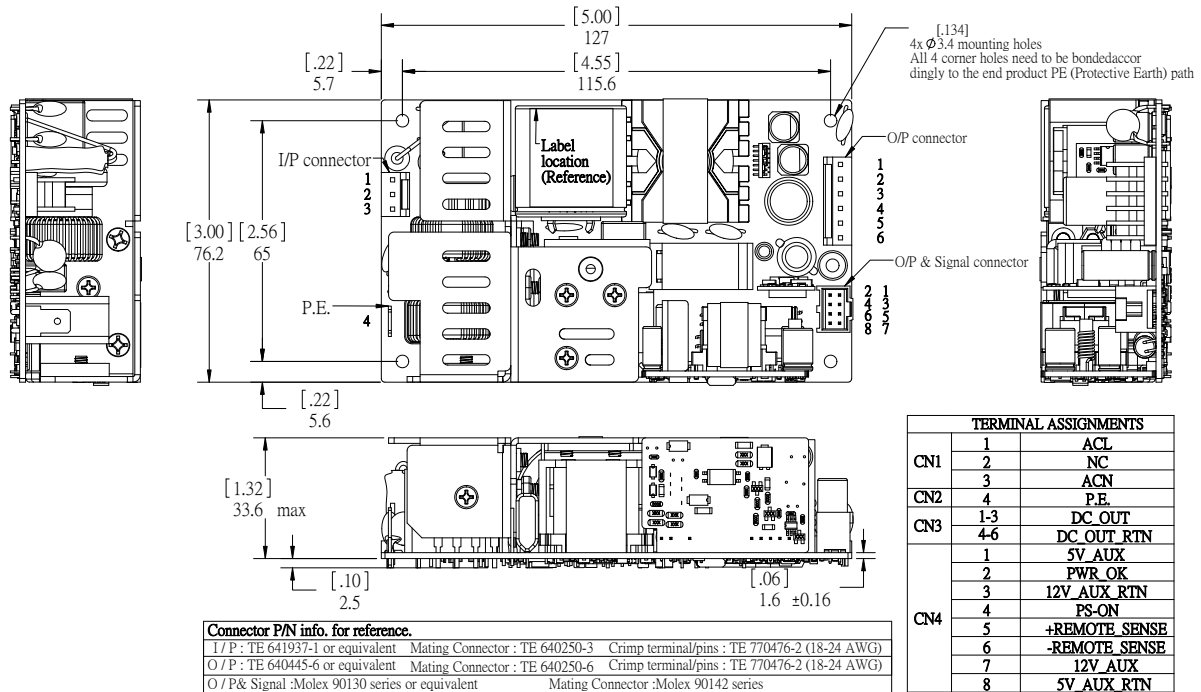 [5.00]
127
[.134]
4x Ø3.4 mounting holes
All 4 corner holes need to be bondedaccor
dingly to the end product PE (Protective Earth) path
[.22]
5.7
[4.55]
115.6
I/P connector
1
2
3
Label
location
(Reference)
O/P connector
1
2
3
4
5
6
[3.00]
76.2
[2.56]
65
O/P & Signal connector
2 1
4 3
6 5
8 7
P.E.
4
[.22]
5.6
[1.32]
33.6 max
[.10]
2.5
[.06]
1.6 ±0.16
TERMINAL ASSIGNMENTS
CN1
1 ACL
2 NC
3 ACN
CN2 4 P.E.
CN3
1-3 DC_OUT
4-6 DC_OUT_RTN
CN4
1 5V_AUX
2 PWR_OK
3 12V_AUX_RTN
4 PS-ON
5 +REMOTE_SENSE
6 -REMOTE_SENSE
7 12V_AUX
8 5V_AUX_RTN
Connector P/N info. for reference.
I / P : TE 641937-1 or equivalent Mating Connector : TE 640250-3 Crimp terminal/pins : TE 770476-2 (18-24 AWG)
O / P : TE 640445-6 or equivalent Mating Connector : TE 640250-6 Crimp terminal/pins : TE 770476-2 (18-24 AWG)
O / P& Signal :Molex 90130 series or equivalent Mating Connector :Molex 90142 series